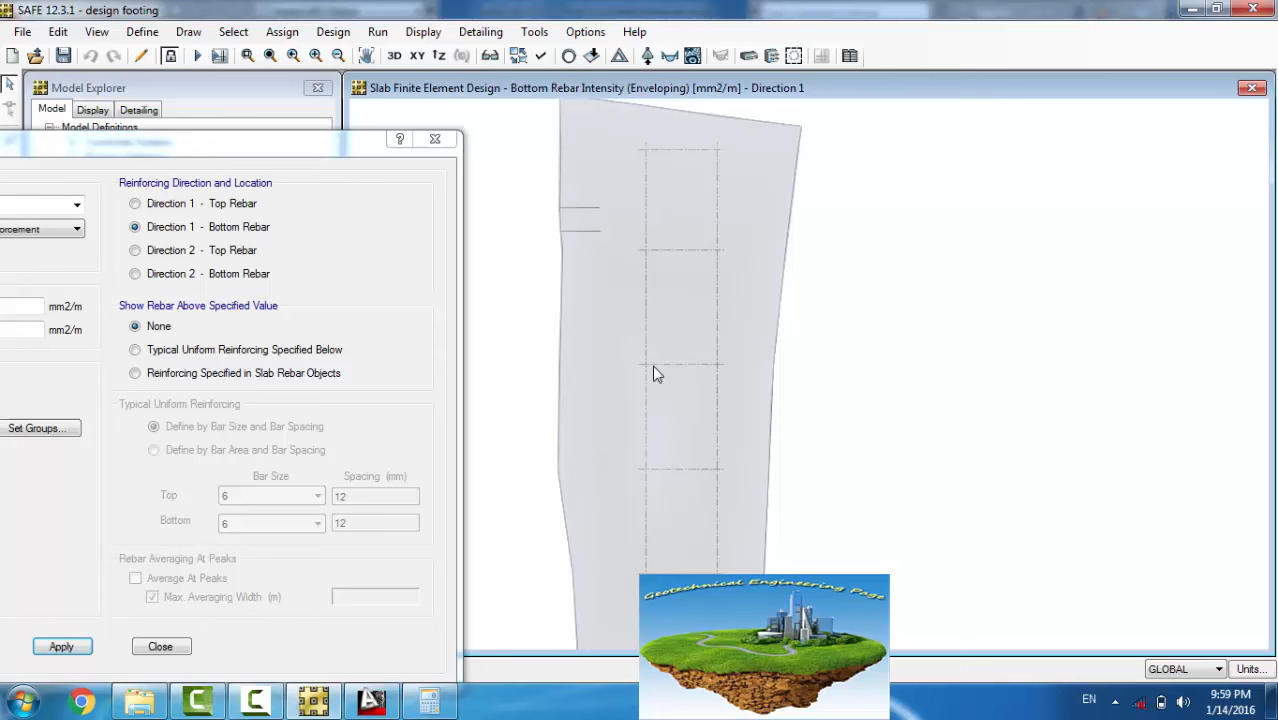 SAFE 12.3.1 - design footing
File Edit View Define Draw Select Assign Design Run Display Detailing Tools Options Help
3D XY
Model Explorer
Model Display Detailing
Model Definitions
Slab Finite Element Design - Bottom Rebar Intensity (Enveloping) [mm2/m] - Direction 1
Reinforcing Direction and Location
Direction 1 - Top Rebar
Direction 1 - Bottom Rebar
orcement
Direction 2 - Top Rebar
Direction 2 - Bottom Rebar
Show Rebar Above Specified Value
mm2/m
None
mm2/m
Typical Uniform Reinforcing Specified Below
Reinforcing Specified in Slab Rebar Objects
Typical Uniform Reinforcing
Set Groups...
Define by Bar Size and Bar Spacing
Define by Bar Area and Bar Spacing
Bar Size Spacing (mm)
Top 6 12
Bottom 6 12
Rebar Averaging At Peaks
Average At Peaks
Max. Averaging Width (m)
Apply Close
Geotechnical Engineering Page
GLOBAL Units...
EN
9:59 PM
1/14/2016